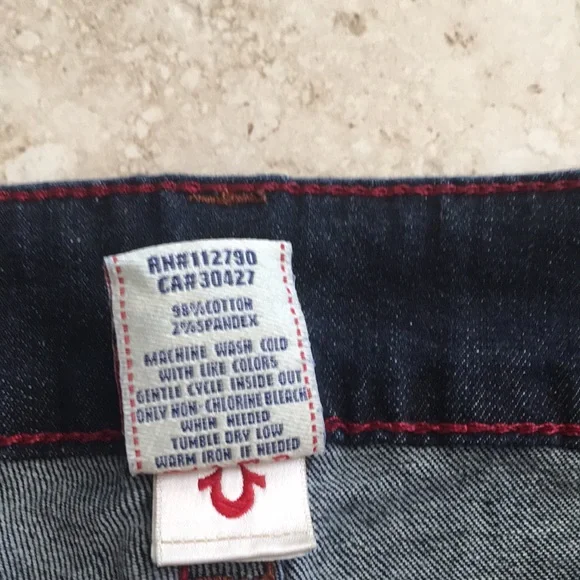 RN#112790
CA#30427
98%COTTON
2%SPANDEX
MACHINE WASH COLD
WITH LIKE COLORS
GENTLE CYCLE INSIDE OUT
ONLY NON-CHLORINE BLEACH
WHEN NEEDED
TUMBLE DRY LOW
WARM IRON IF NEEDED